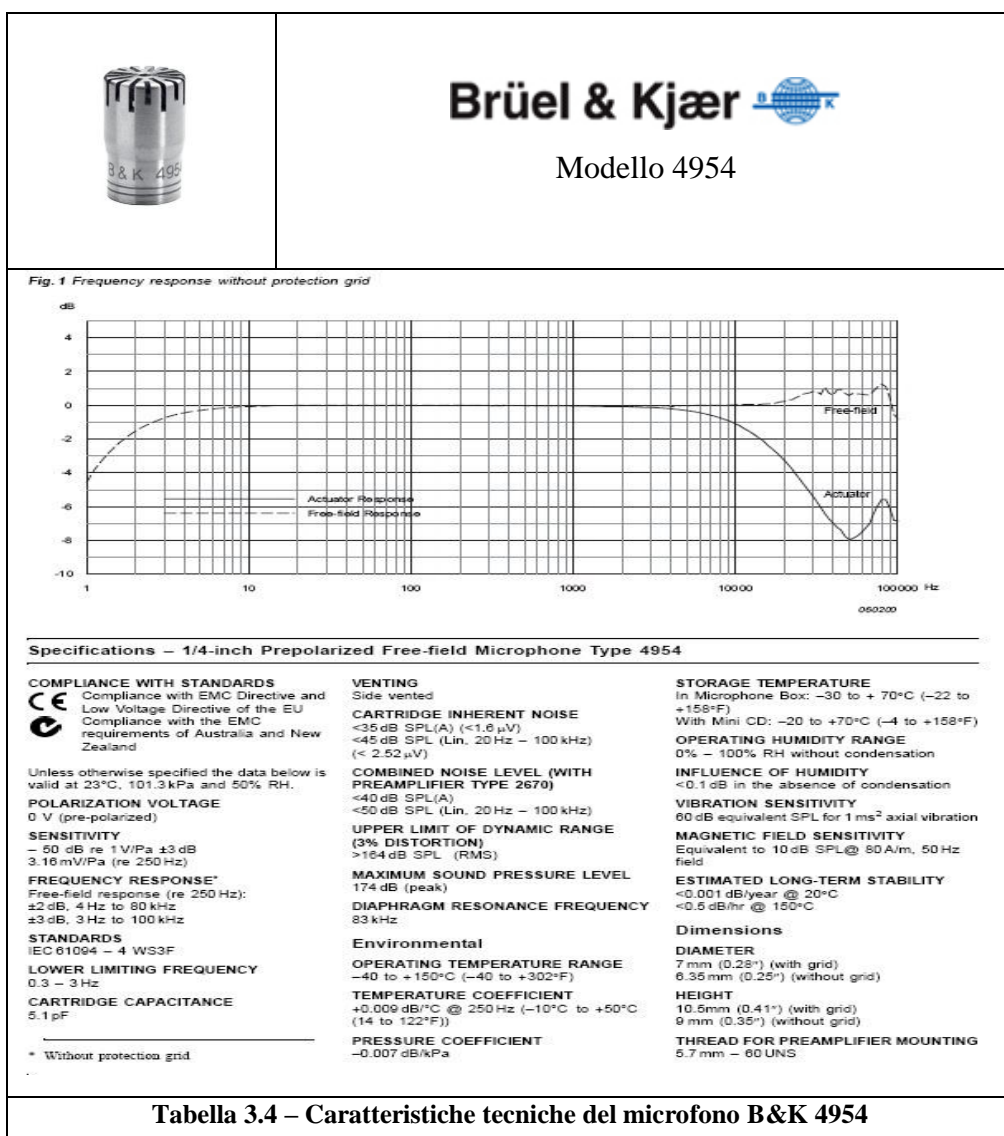 B & K 495
Brüel & Kjær
B K
Modello 4954
Fig. 1 Frequency response without protection grid
dB
4
2
0
-2
-4
-6
-8
-10
Free-field
Actuator
Actuator Response
Free-field Response
1
10
100
1000
10000
100000 Hz
050200
Specifications – 1/4-inch Prepolarized Free-field Microphone Type 4954
COMPLIANCE WITH STANDARDS
CE
Compliance with EMC Directive and
Low Voltage Directive of the EU
Compliance with the EMC
requirements of Australia and New
Zealand
Unless otherwise specified the data below is
valid at 23°C, 101.3 kPa and 50% RH.
POLARIZATION VOLTAGE
0 V (pre-polarized)
SENSITIVITY
– 50 dB re 1 V/Pa ±3 dB
3.16 mV/Pa (re 250 Hz)
FREQUENCY RESPONSE*
Free-field response (re 250 Hz):
±2 dB, 4 Hz to 80 kHz
±3 dB, 3 Hz to 100 kHz
STANDARDS
IEC 61094 – 4 WS3F
LOWER LIMITING FREQUENCY
0.3 – 3 Hz
CARTRIDGE CAPACITANCE
5.1 pF
* Without protection grid
VENTING
Side vented
CARTRIDGE INHERENT NOISE
<35 dB SPL(A) (<1.6 µV)
<45 dB SPL (Lin, 20 Hz – 100 kHz)
(< 2.52 µV)
COMBINED NOISE LEVEL (WITH
PREAMPLIFIER TYPE 2670)
<40 dB SPL(A)
<50 dB SPL (Lin, 20 Hz – 100 kHz)
UPPER LIMIT OF DYNAMIC RANGE
(3% DISTORTION)
>164 dB SPL (RMS)
MAXIMUM SOUND PRESSURE LEVEL
174 dB (peak)
DIAPHRAGM RESONANCE FREQUENCY
83 kHz
Environmental
OPERATING TEMPERATURE RANGE
–40 to +150°C (–40 to +302°F)
TEMPERATURE COEFFICIENT
+0.009 dB/°C @ 250 Hz (–10°C to +50°C
(14 to 122°F))
PRESSURE COEFFICIENT
–0.007 dB/kPa
STORAGE TEMPERATURE
In Microphone Box: –30 to + 70°C (–22 to
+158°F)
With Mini CD: –20 to +70°C (–4 to +158°F)
OPERATING HUMIDITY RANGE
0% – 100% RH without condensation
INFLUENCE OF HUMIDITY
<0.1 dB in the absence of condensation
VIBRATION SENSITIVITY
60 dB equivalent SPL for 1 ms² axial vibration
MAGNETIC FIELD SENSITIVITY
Equivalent to 10 dB SPL@ 80 A/m, 50 Hz
field
ESTIMATED LONG-TERM STABILITY
<0.001 dB/year @ 20°C
<0.5 dB/hr @ 150°C
Dimensions
DIAMETER
7 mm (0.28″) (with grid)
6.35 mm (0.25″) (without grid)
HEIGHT
10.5mm (0.41″) (with grid)
9 mm (0.35″) (without grid)
THREAD FOR PREAMPLIFIER MOUNTING
5.7 mm – 60 UNS
Tabella 3.4 – Caratteristiche tecniche del microfono B&K 4954